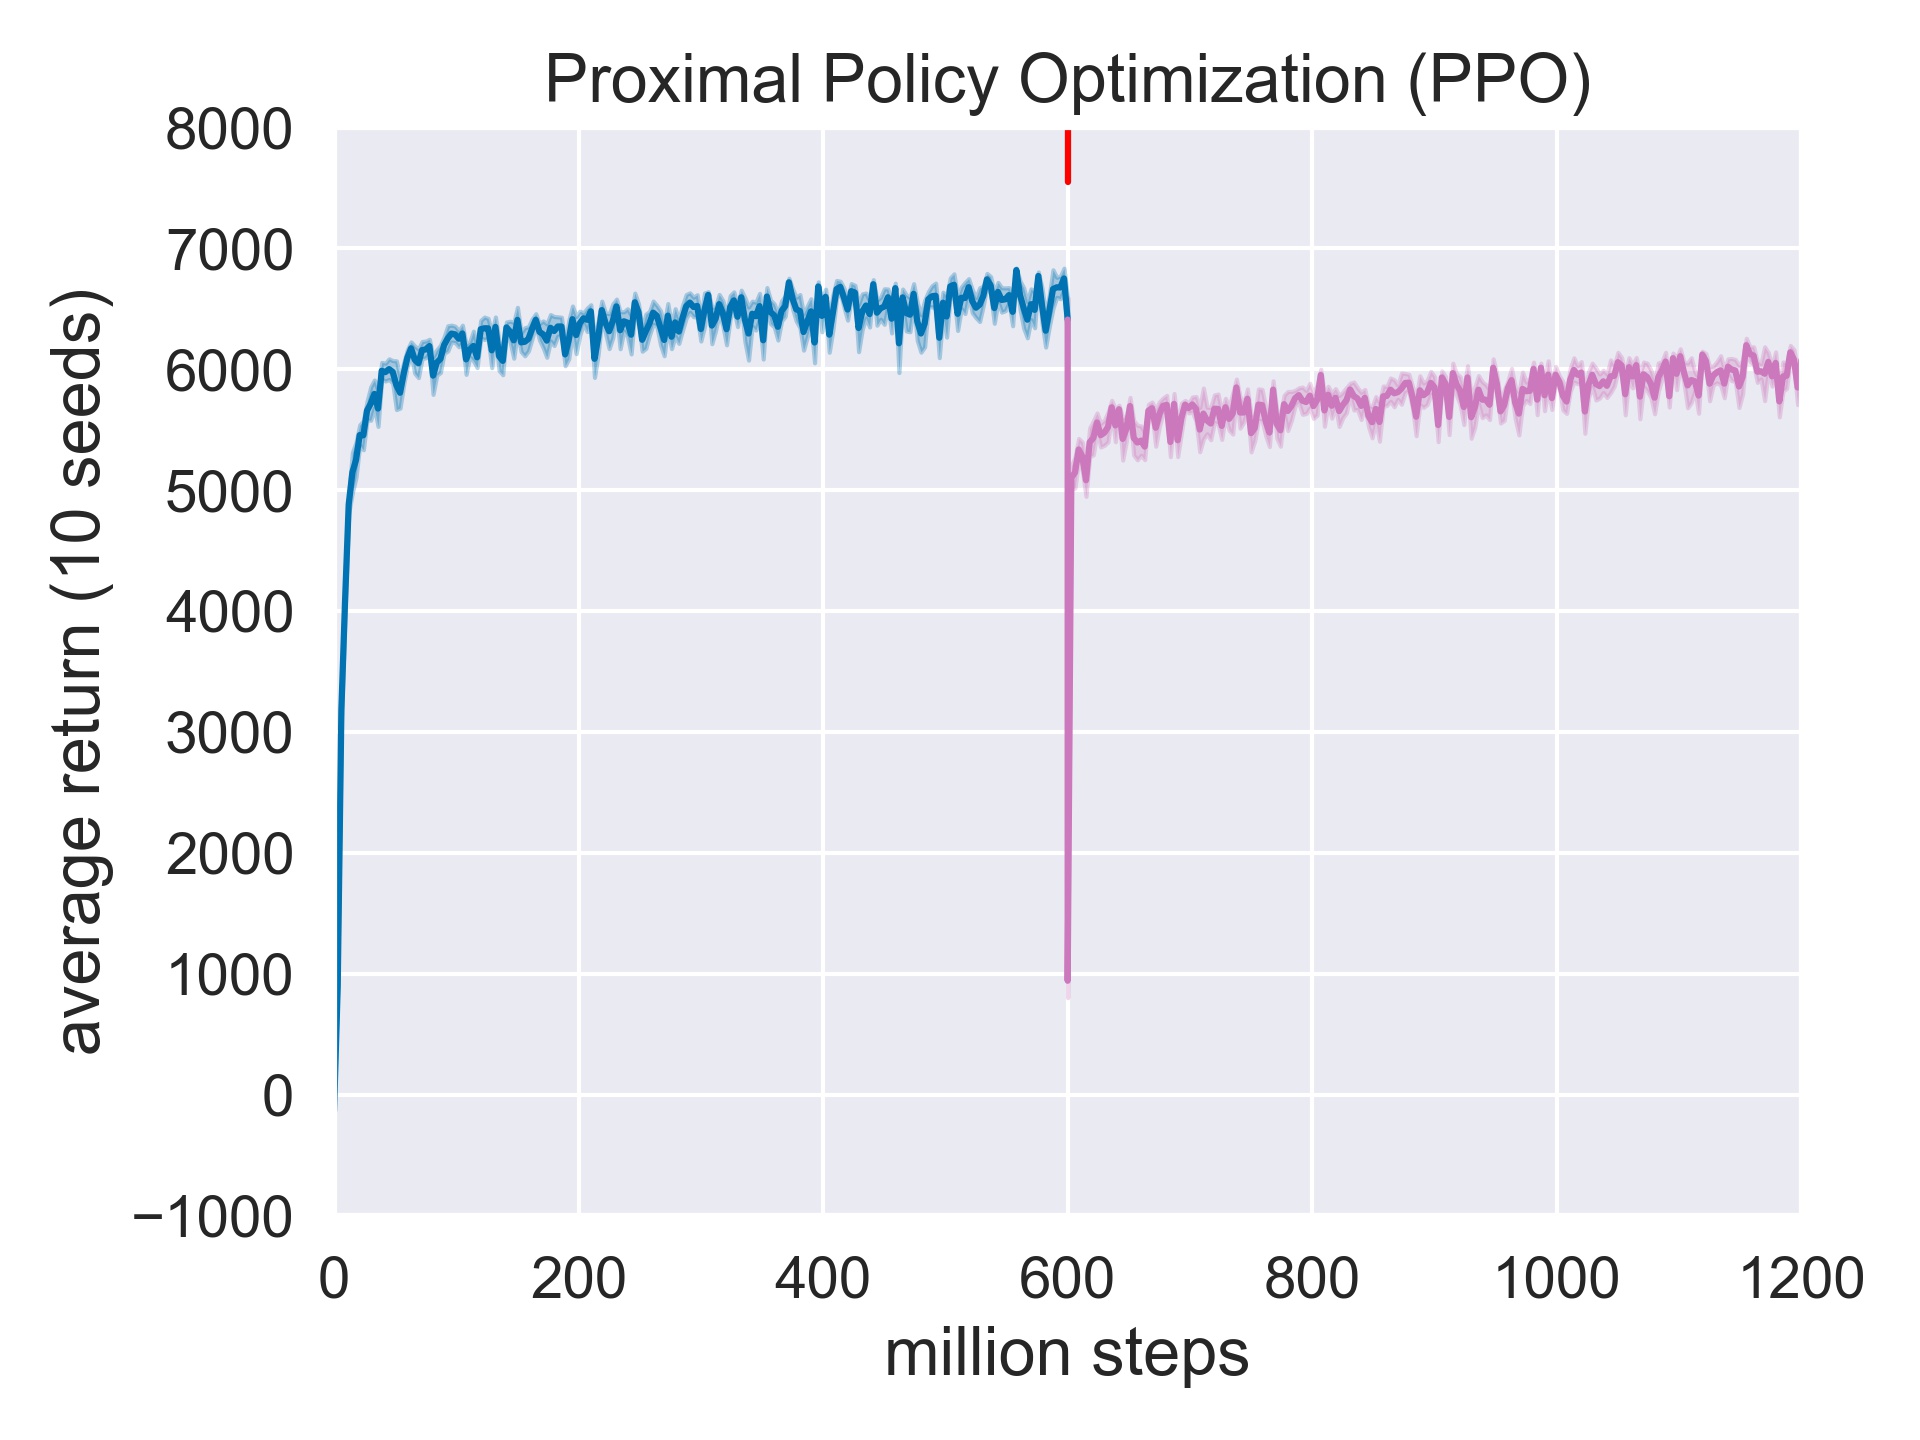 Proximal Policy Optimization (PPO)
8000
7000
6000
5000
4000
3000
2000
1000
0
−1000
average return (10 seeds)
0 200 400 600 800 1000 1200
million steps